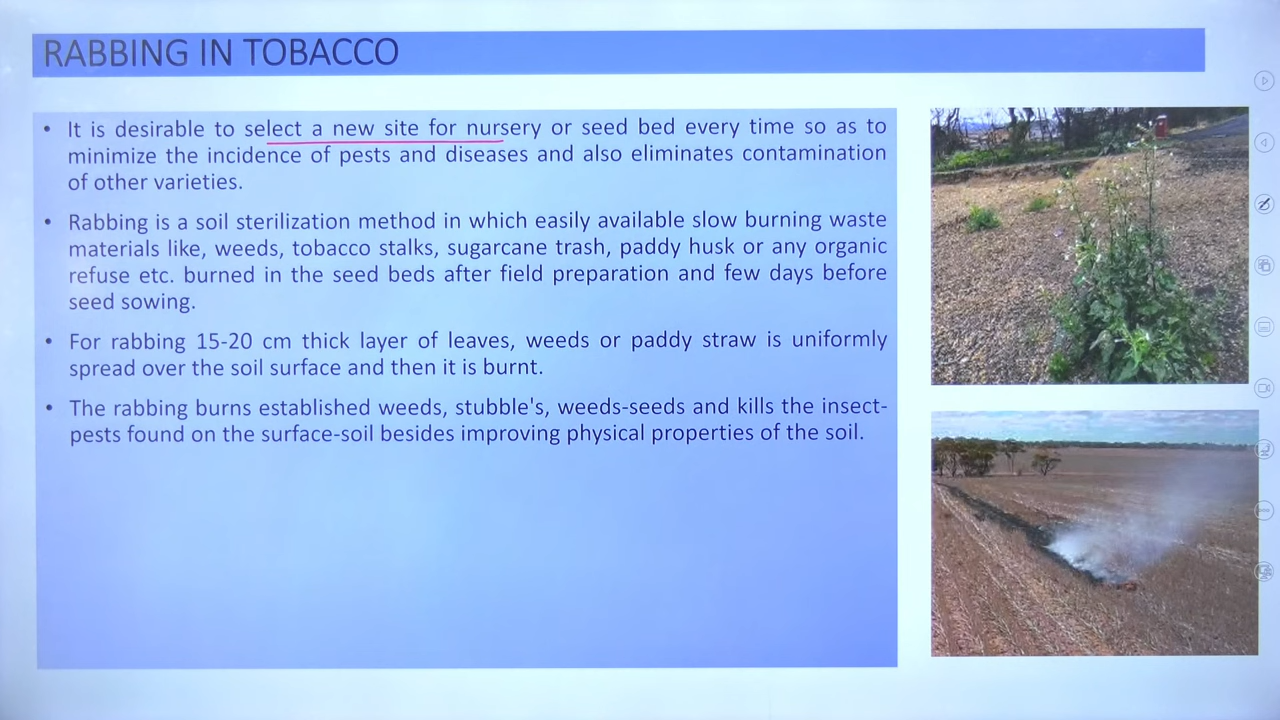 RABBING IN TOBACCO
• It is desirable to select a new site for nursery or seed bed every time so as to
minimize the incidence of pests and diseases and also eliminates contamination
of other varieties.
• Rabbing is a soil sterilization method in which easily available slow burning waste
materials like, weeds, tobacco stalks, sugarcane trash, paddy husk or any organic
refuse etc. burned in the seed beds after field preparation and few days before
seed sowing.
• For rabbing 15-20 cm thick layer of leaves, weeds or paddy straw is uniformly
spread over the soil surface and then it is burnt.
• The rabbing burns established weeds, stubble's, weeds-seeds and kills the insect-
pests found on the surface-soil besides improving physical properties of the soil.